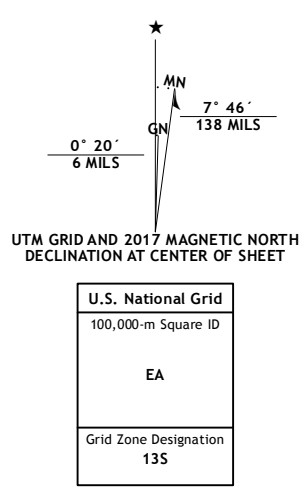 MN
GN
7° 46´
138 MILS
0° 20´
6 MILS
UTM GRID AND 2017 MAGNETIC NORTH
DECLINATION AT CENTER OF SHEET
U.S. National Grid
100,000-m Square ID
EA
Grid Zone Designation
13S